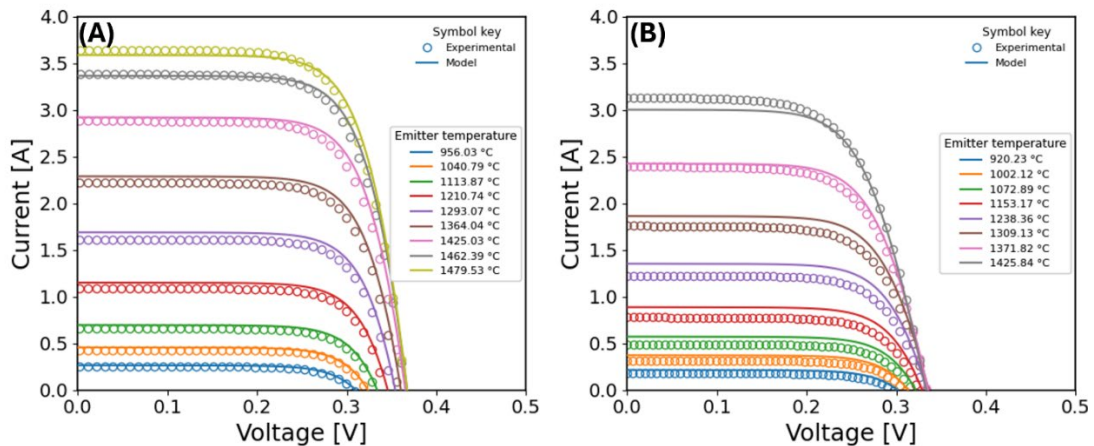 (A)
Symbol key
Experimental
Model
Emitter temperature
956.03 °C
1040.79 °C
1113.87 °C
1210.74 °C
1293.07 °C
1364.04 °C
1425.03 °C
1462.39 °C
1479.53 °C
4.0
3.5
3.0
2.5
2.0
1.5
1.0
0.5
0.0
Current [A]
0.0 0.1 0.2 0.3 0.4 0.5
Voltage [V]
(B)
Symbol key
Experimental
Model
Emitter temperature
920.23 °C
1002.12 °C
1072.89 °C
1153.17 °C
1238.36 °C
1309.13 °C
1371.82 °C
1425.84 °C
4.0
3.5
3.0
2.5
2.0
1.5
1.0
0.5
0.0
Current [A]
0.0 0.1 0.2 0.3 0.4 0.5
Voltage [V]